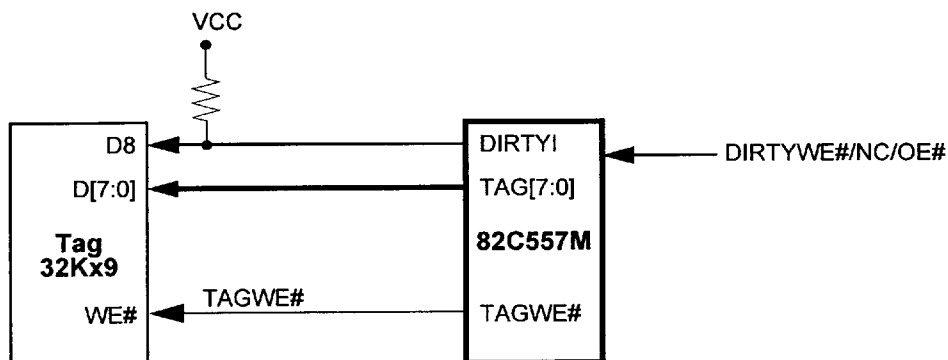 VCC
D8
DIRTYI
DIRTYWE#/NC/OE#
D[7:0]
TAG[7:0]
Tag
32Kx9
82C557M
WE#
TAGWE#
TAGWE#